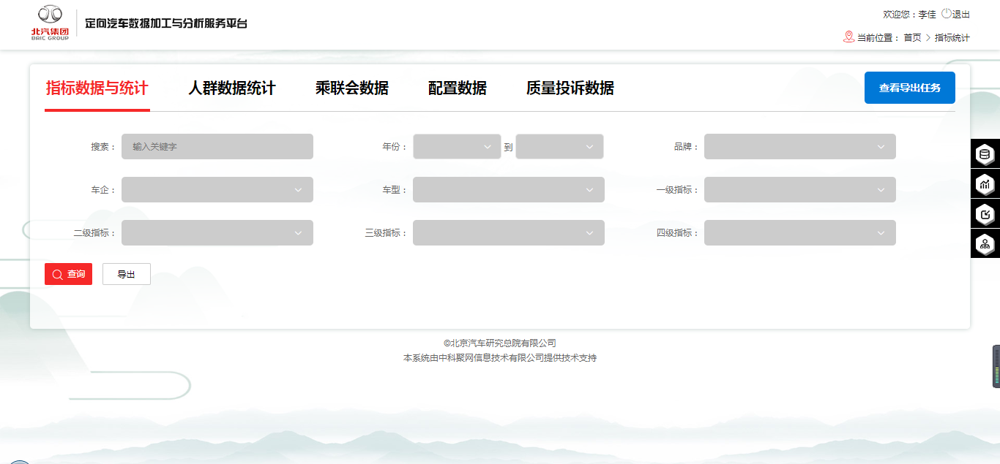 北汽集团
BAIC GROUP
定向汽车数据加工与分析服务平台
欢迎您：李佳 退出
当前位置： 首页 > 指标统计
指标数据与统计 人群数据统计 乘联会数据 配置数据 质量投诉数据 查看导出任务
搜索： 输入关键字 年份： 到 品牌：
车企： 车型： 一级指标：
二级指标： 三级指标： 四级指标：
查询 导出
©北京汽车研究总院有限公司
本系统由中科聚网信息技术有限公司提供技术支持